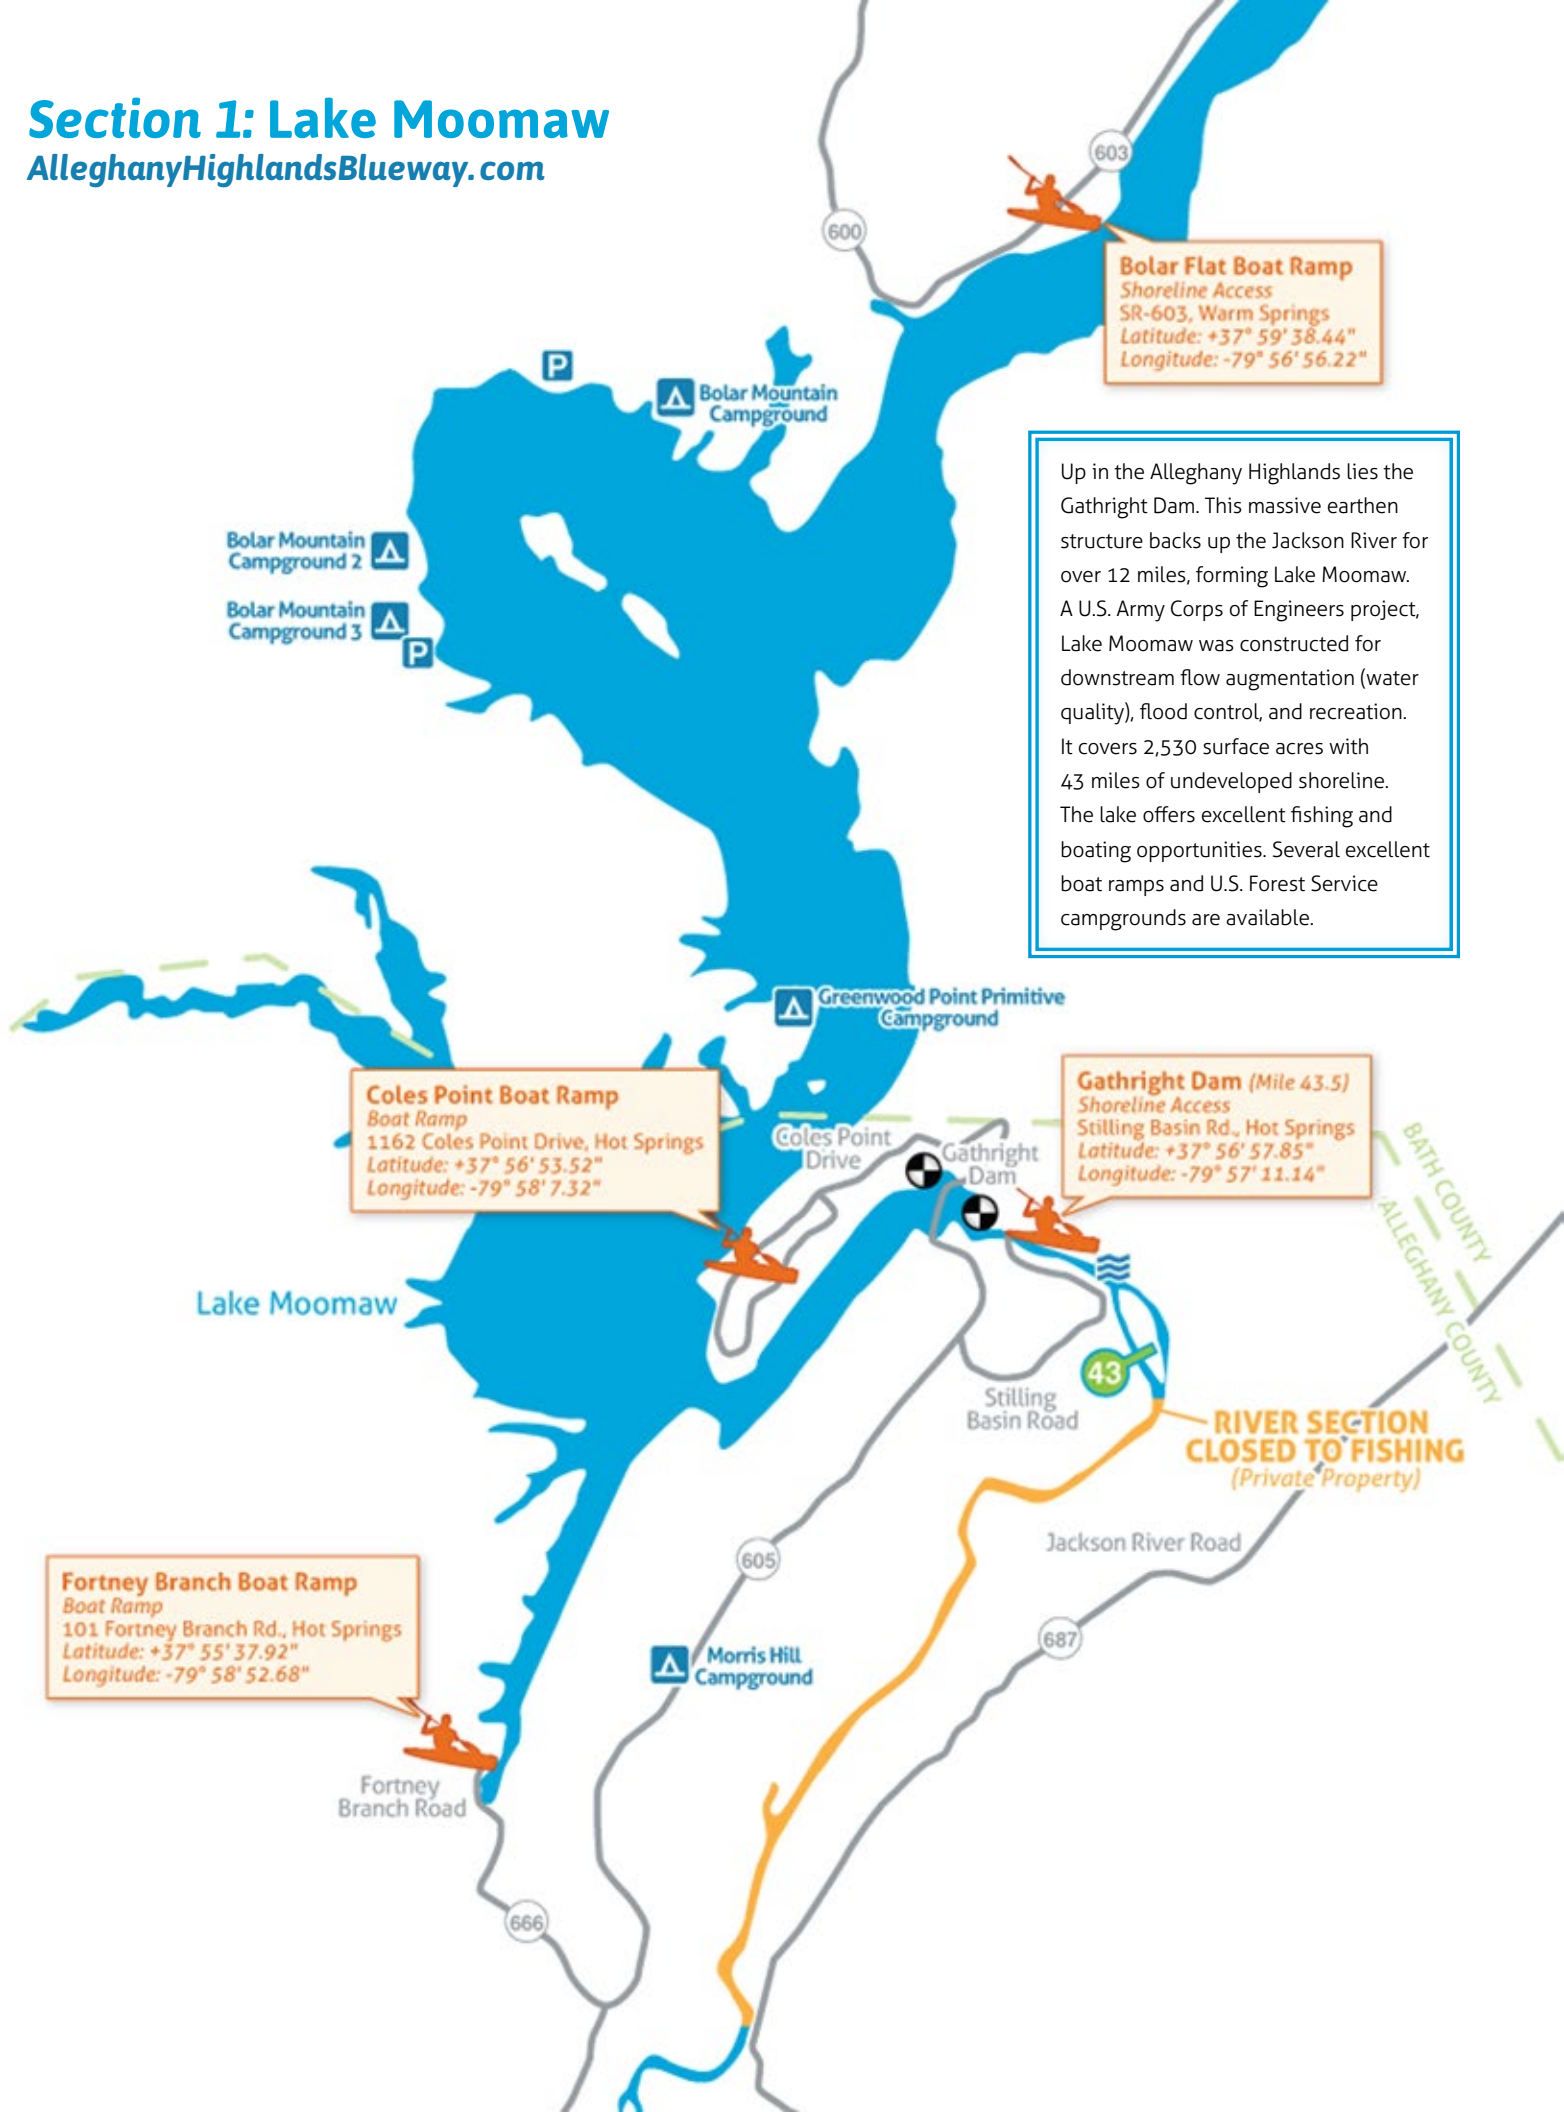 Section 1: Lake Moomaw
AlleghanyHighlandsBlueway.com
603
600
Bolar Flat Boat Ramp
Shoreline Access
SR-603, Warm Springs
Latitude: +37° 59' 38.44"
Longitude: -79° 56' 56.22"
P
Bolar Mountain
Campground
Up in the Alleghany Highlands lies the
Gathright Dam. This massive earthen
structure backs up the Jackson River for
over 12 miles, forming Lake Moomaw.
A U.S. Army Corps of Engineers project,
Lake Moomaw was constructed for
downstream flow augmentation (water
quality), flood control, and recreation.
It covers 2,530 surface acres with
43 miles of undeveloped shoreline.
The lake offers excellent fishing and
boating opportunities. Several excellent
boat ramps and U.S. Forest Service
campgrounds are available.
Bolar Mountain
Campground 2
Bolar Mountain
Campground 3
P
Greenwood Point Primitive
Campground
Coles Point Boat Ramp
Boat Ramp
1162 Coles Point Drive, Hot Springs
Latitude: +37° 56' 53.52"
Longitude: -79° 58' 7.32"
Gathright Dam (Mile 43.5)
Shoreline Access
Stilling Basin Rd., Hot Springs
Latitude: +37° 56' 57.85"
Longitude: -79° 57' 11.14"
Coles Point
Drive
Gathright
Dam
BATH COUNTY
ALLEGHANY COUNTY
Lake Moomaw
43
Stilling
Basin Road
RIVER SECTION
CLOSED TO FISHING
(Private Property)
Jackson River Road
605
Fortney Branch Boat Ramp
Boat Ramp
101 Fortney Branch Rd., Hot Springs
Latitude: +37° 55' 37.92"
Longitude: -79° 58' 52.68"
687
Morris Hill
Campground
Fortney
Branch Road
666